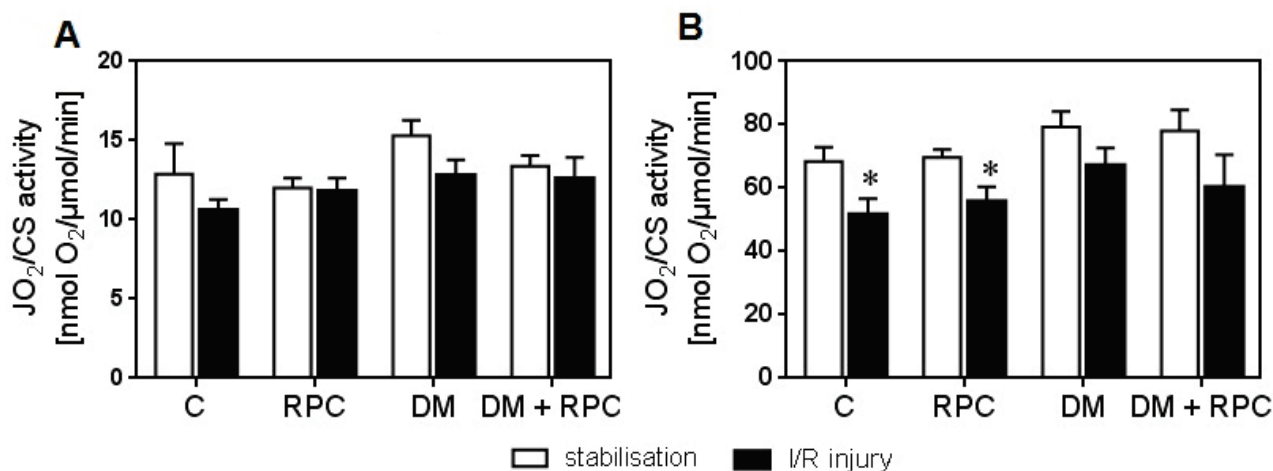 A
JO₂/CS activity
[nmol O₂/µmol/min]
20
15
10
5
0
C RPC DM DM + RPC
B
JO₂/CS activity
[nmol O₂/µmol/min]
100
80
60
40
20
0
* *
C RPC DM DM + RPC
stabilisation I/R injury